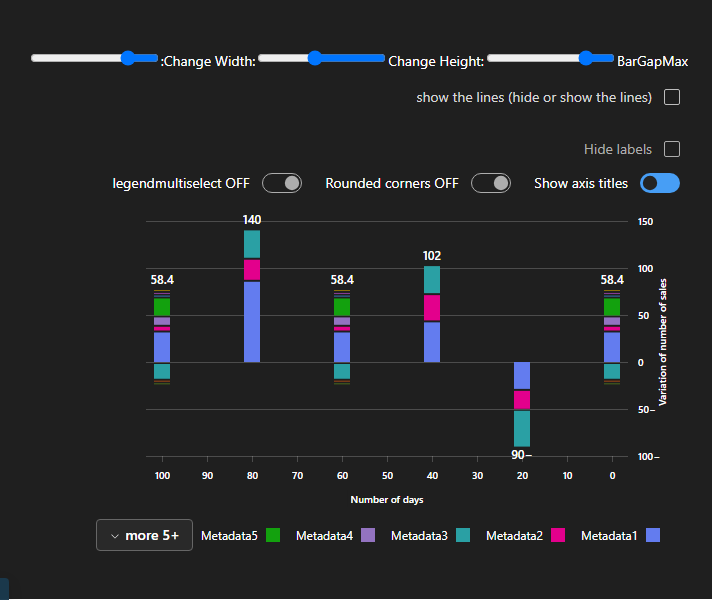 :Change Width: Change Height: BarGapMax
show the lines (hide or show the lines)
Hide labels
legendmultiselect OFF Rounded corners OFF Show axis titles
140 150
58.4 58.4 102 58.4 100
50
0
50–
90– 100–
Variation of number of sales
100 90 80 70 60 50 40 30 20 10 0
Number of days
more 5+ Metadata5 Metadata4 Metadata3 Metadata2 Metadata1